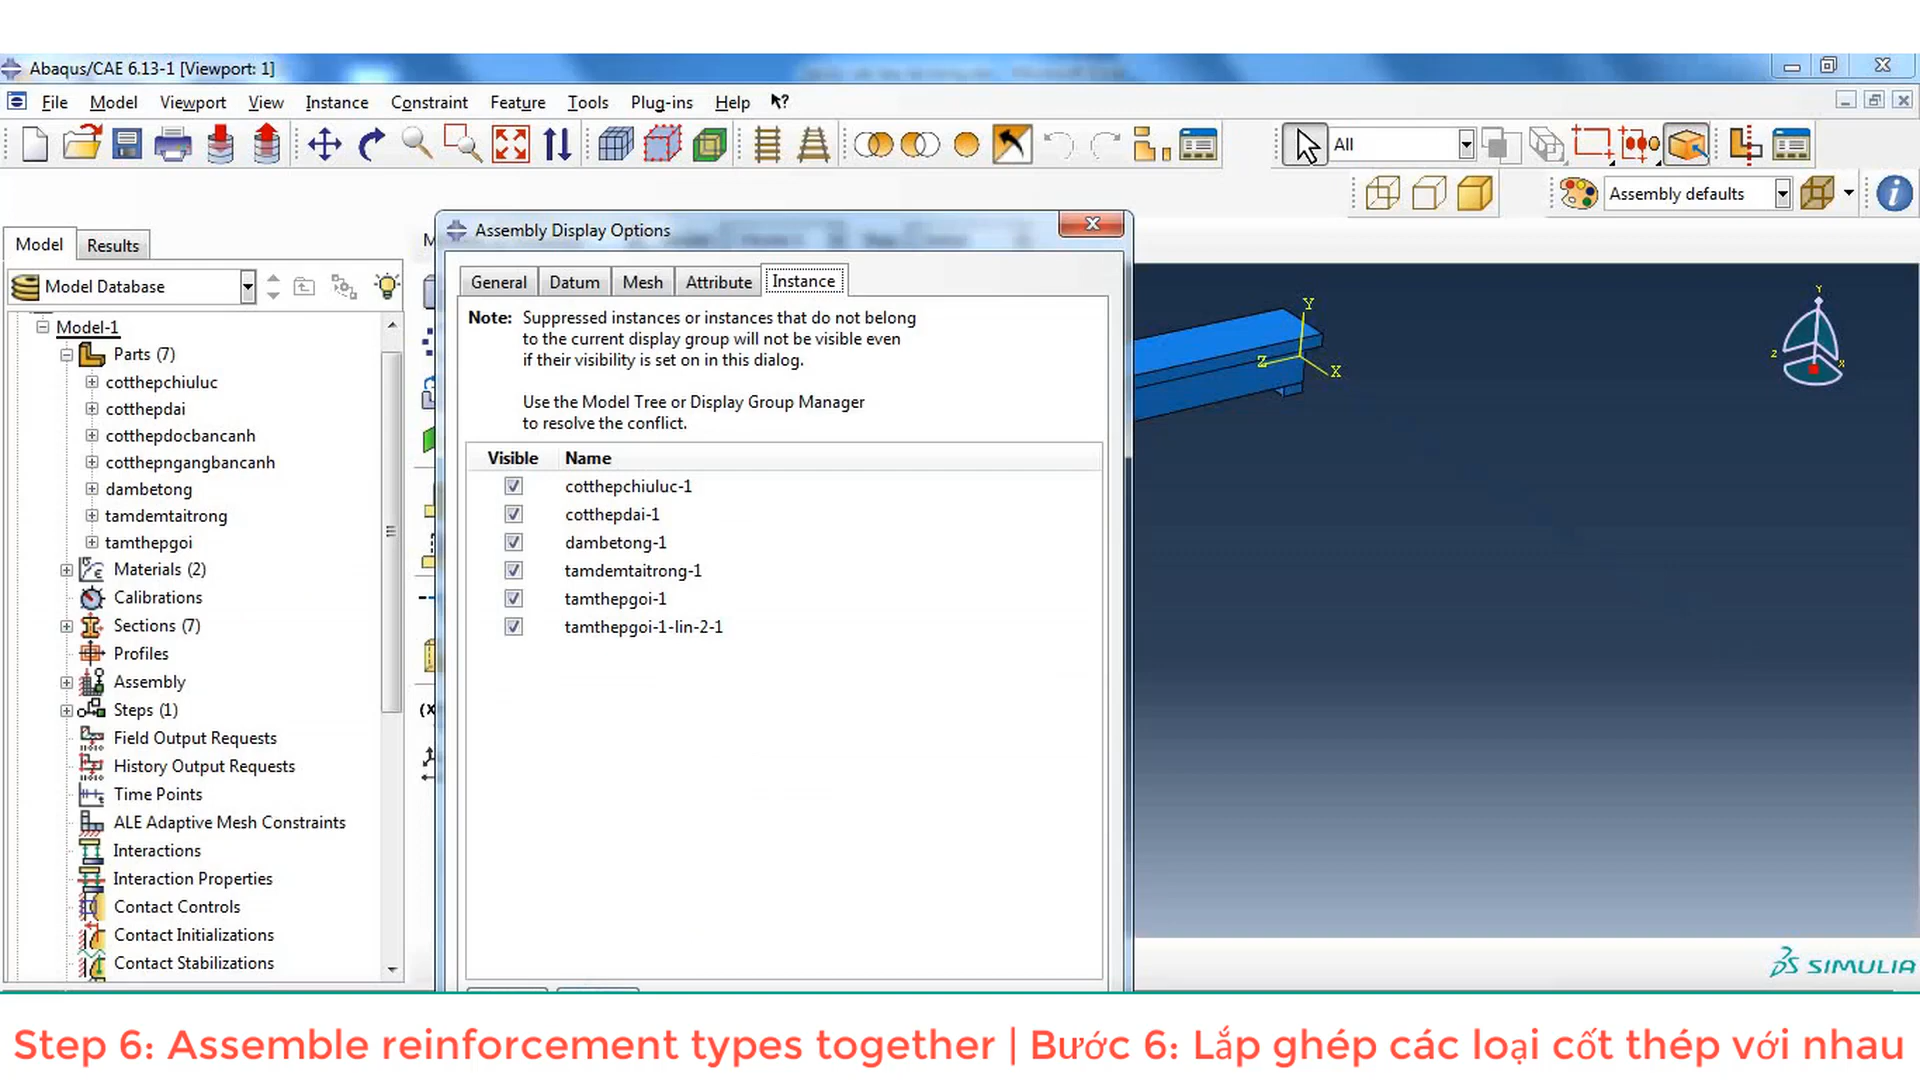 Abaqus/CAE 6.13-1 [Viewport: 1]
File Model Viewport View Instance Constraint Feature Tools Plug-ins Help
All
Assembly defaults
Model Results
Model Database
Model-1
Parts (7)
cotthepchiuluc
cotthepdai
cotthepdocbancanh
cotthepngangbancanh
dambetong
tamdemtaitrong
tamthepgoi
Materials (2)
Calibrations
Sections (7)
Profiles
Assembly
Steps (1)
Field Output Requests
History Output Requests
Time Points
ALE Adaptive Mesh Constraints
Interactions
Interaction Properties
Contact Controls
Contact Initializations
Contact Stabilizations
Assembly Display Options
General Datum Mesh Attribute Instance
Note: Suppressed instances or instances that do not belong
to the current display group will not be visible even
if their visibility is set on in this dialog.
Use the Model Tree or Display Group Manager
to resolve the conflict.
Visible Name
cotthepchiuluc-1
cotthepdai-1
dambetong-1
tamdemtaitrong-1
tamthepgoi-1
tamthepgoi-1-lin-2-1
Y
Z
X
Y
Z
X
SIMULIA
Step 6: Assemble reinforcement types together | Bước 6: Lắp ghép các loại cốt thép với nhau